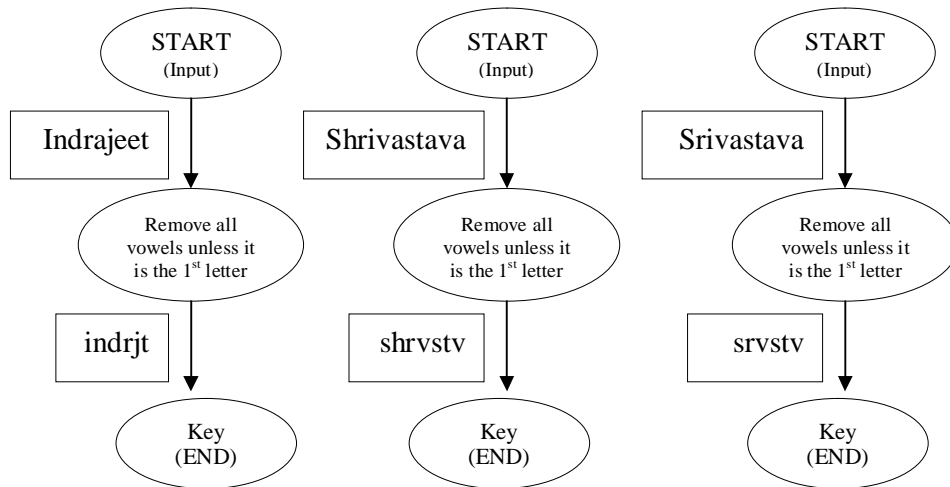 START
(Input)
Indrajeet
Remove all
vowels unless it
is the 1st letter
indrjt
Key
(END)
START
(Input)
Shrivastava
Remove all
vowels unless it
is the 1st letter
shrvstv
Key
(END)
START
(Input)
Srivastava
Remove all
vowels unless it
is the 1st letter
srvstv
Key
(END)